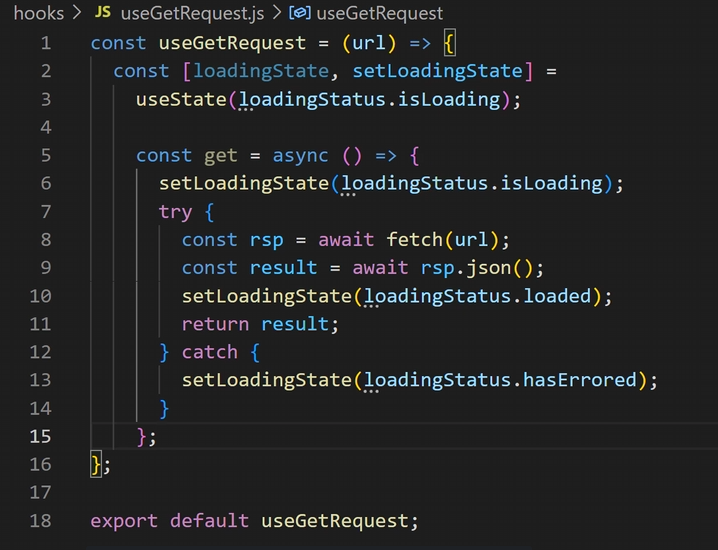 hooks > JS useGetRequest.js > useGetRequest
1 const useGetRequest = (url) => {
2 const [loadingState, setLoadingState] =
3 useState(loadingStatus.isLoading);
4
5 const get = async () => {
6 setLoadingState(loadingStatus.isLoading);
7 try {
8 const rsp = await fetch(url);
9 const result = await rsp.json();
10 setLoadingState(loadingStatus.loaded);
11 return result;
12 } catch {
13 setLoadingState(loadingStatus.hasErrored);
14 }
15 };
16 };
17
18 export default useGetRequest;